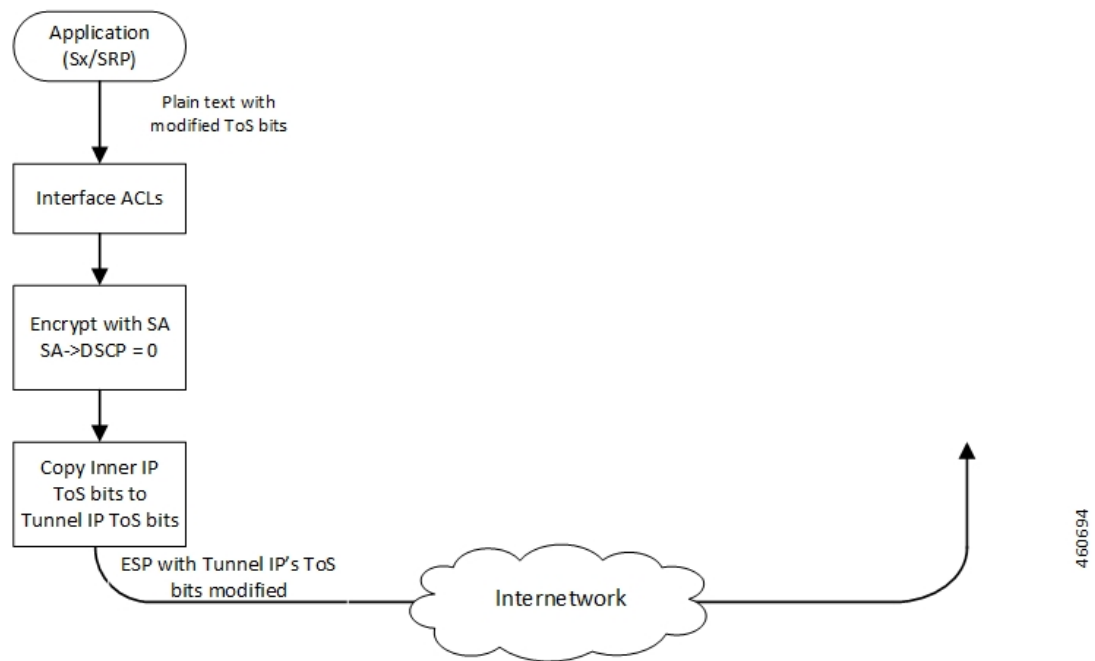 Application
(Sx/SRP)
Plain text with
modified ToS bits
Interface ACLs
Encrypt with SA
SA->DSCP = 0
Copy Inner IP
ToS bits to
Tunnel IP ToS bits
ESP with Tunnel IP's ToS
bits modified
Internetwork
460694